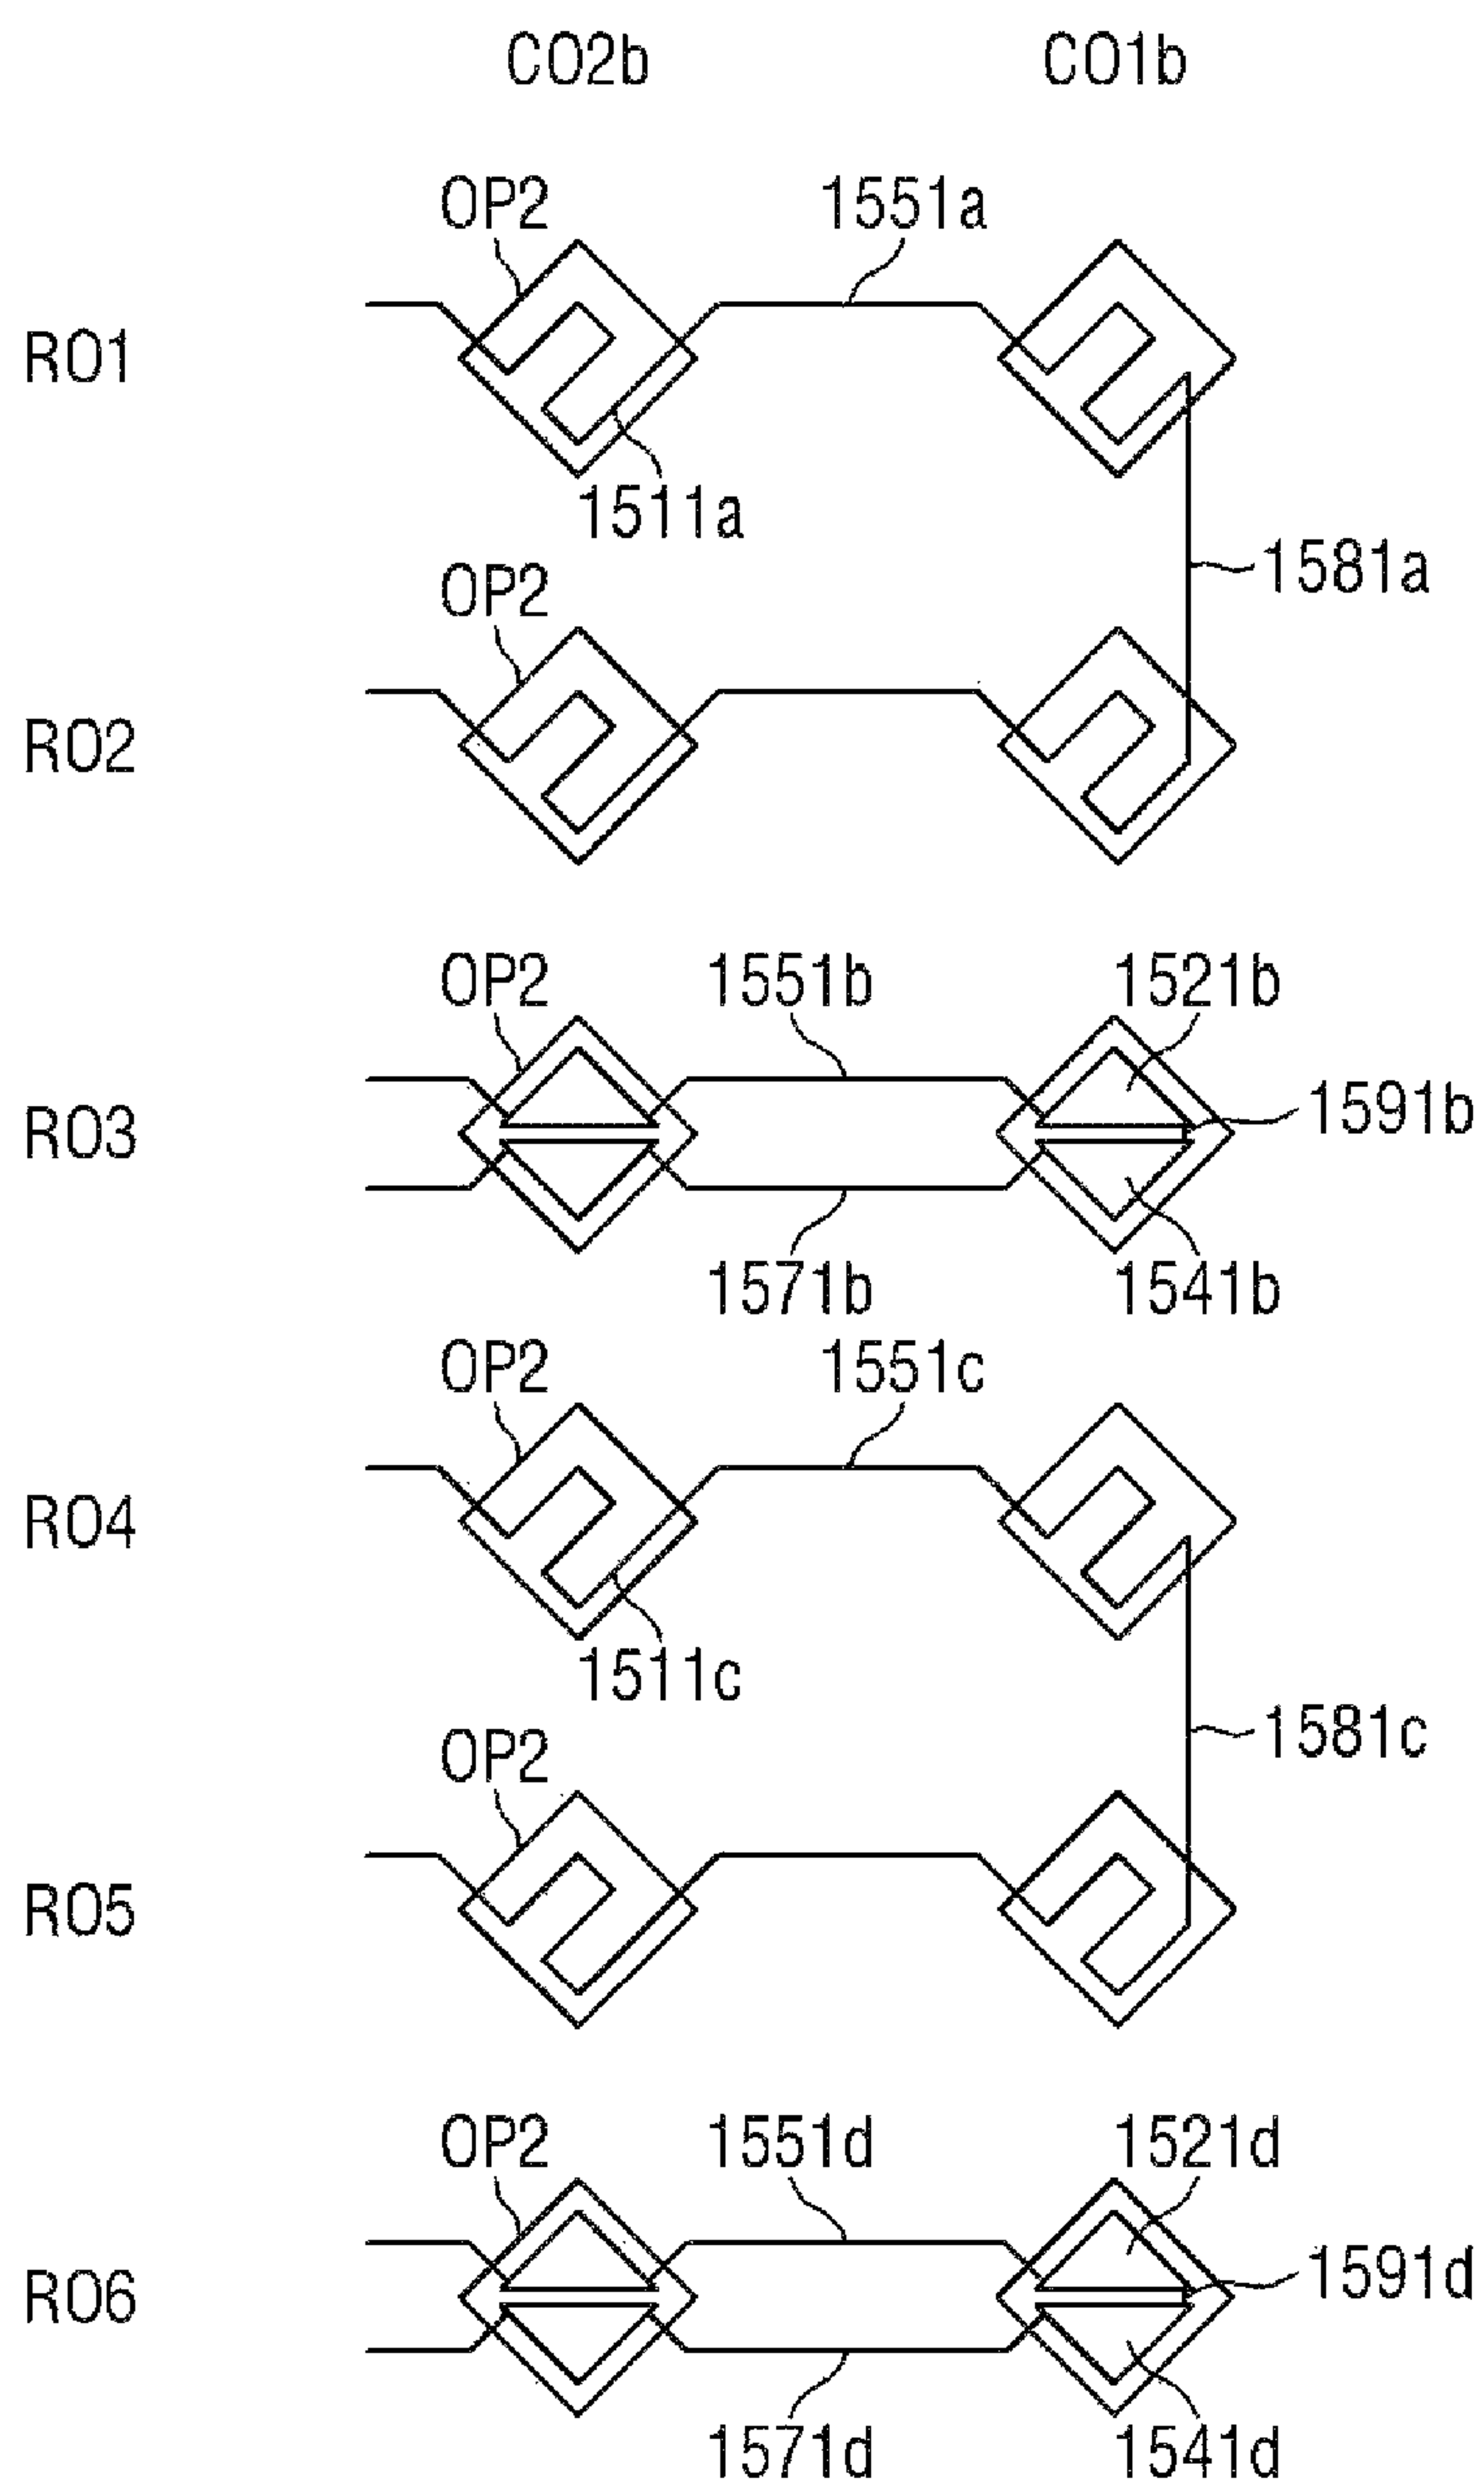 CO2b CO1b
OP2 1551a
RO1
1511a
1581a
OP2
RO2
OP2 1551b 1521b
RO3 1591b
1571b 1541b
OP2 1551c
RO4
1511c
1581c
OP2
RO5
OP2 1551d 1521d
RO6 1591d
1571d 1541d